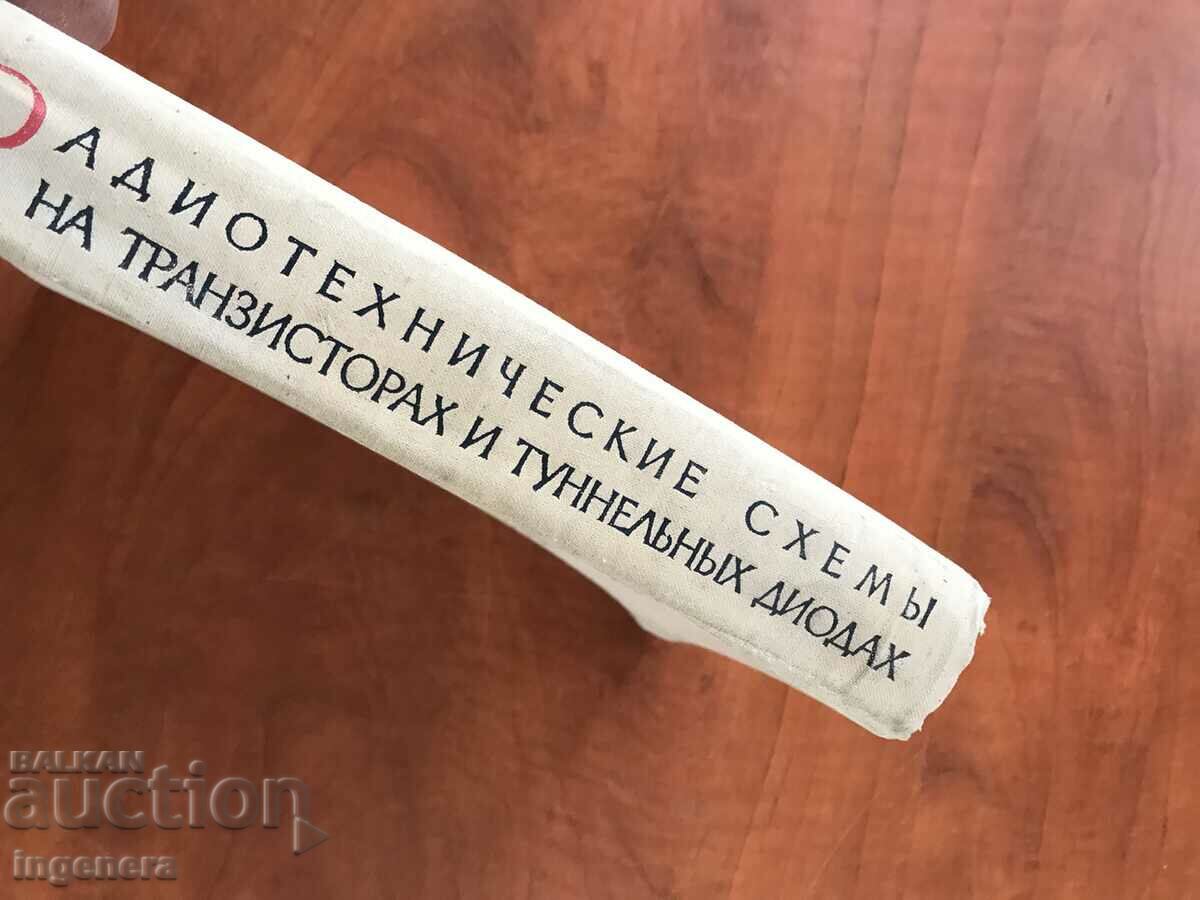 АДИОТЕХНИЧЕСКИЕ СХЕМЫ
НА ТРАНЗИСТОРАХ И ТУННЕЛЬНЫХ ДИОДАХ
BALKAN
auction
ingenera